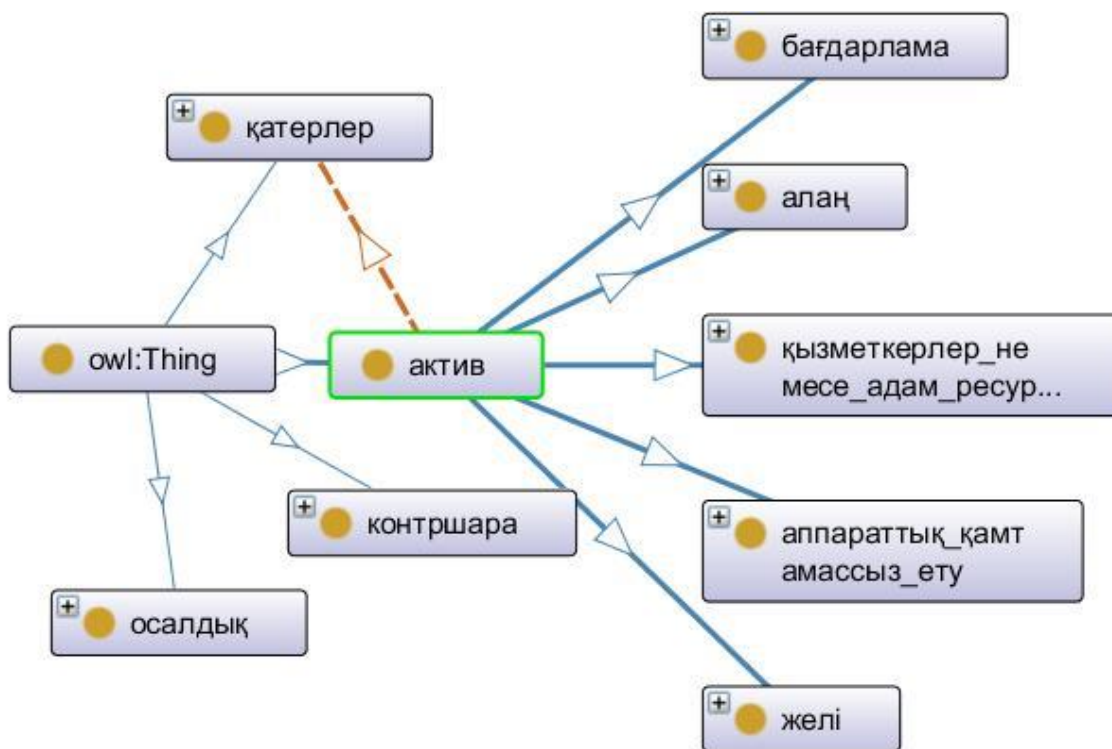 бағдарлама
қатерлер
алаң
owl:Thing
актив
қызметкерлер_не
месе_адам_ресур...
контршара
аппараттық_қамт
амассыз_ету
осалдық
желі